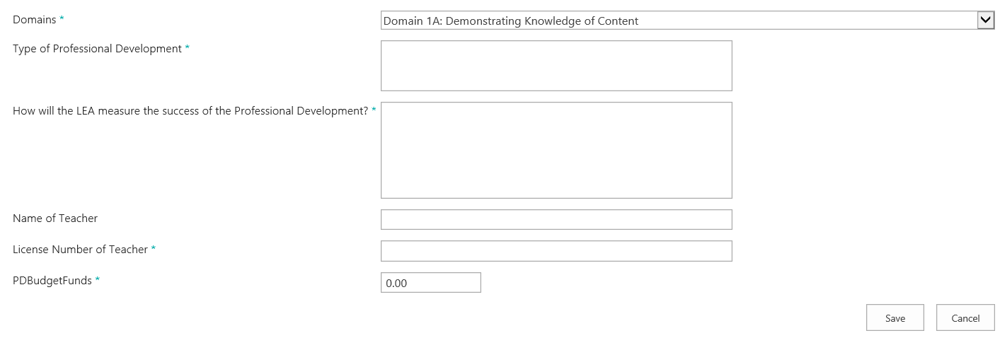 Domains * Domain 1A: Demonstrating Knowledge of Content
Type of Professional Development *
How will the LEA measure the success of the Professional Development? *
Name of Teacher
License Number of Teacher *
PDBudgetFunds * 0.00
Save Cancel